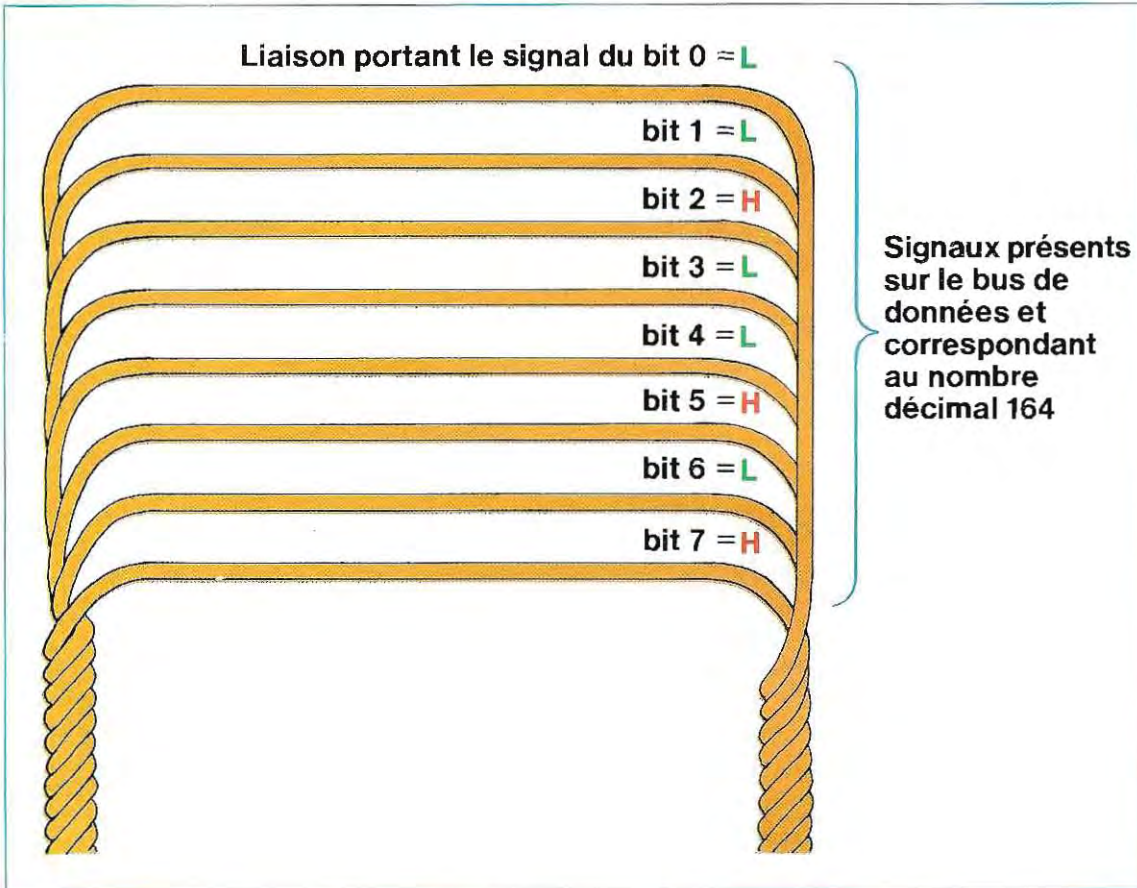 Liaison portant le signal du bit 0 = L
bit 1 = L
bit 2 = H
bit 3 = L
bit 4 = L
bit 5 = H
bit 6 = L
bit 7 = H
Signaux présents
sur le bus de
données et
correspondant
au nombre
décimal 164